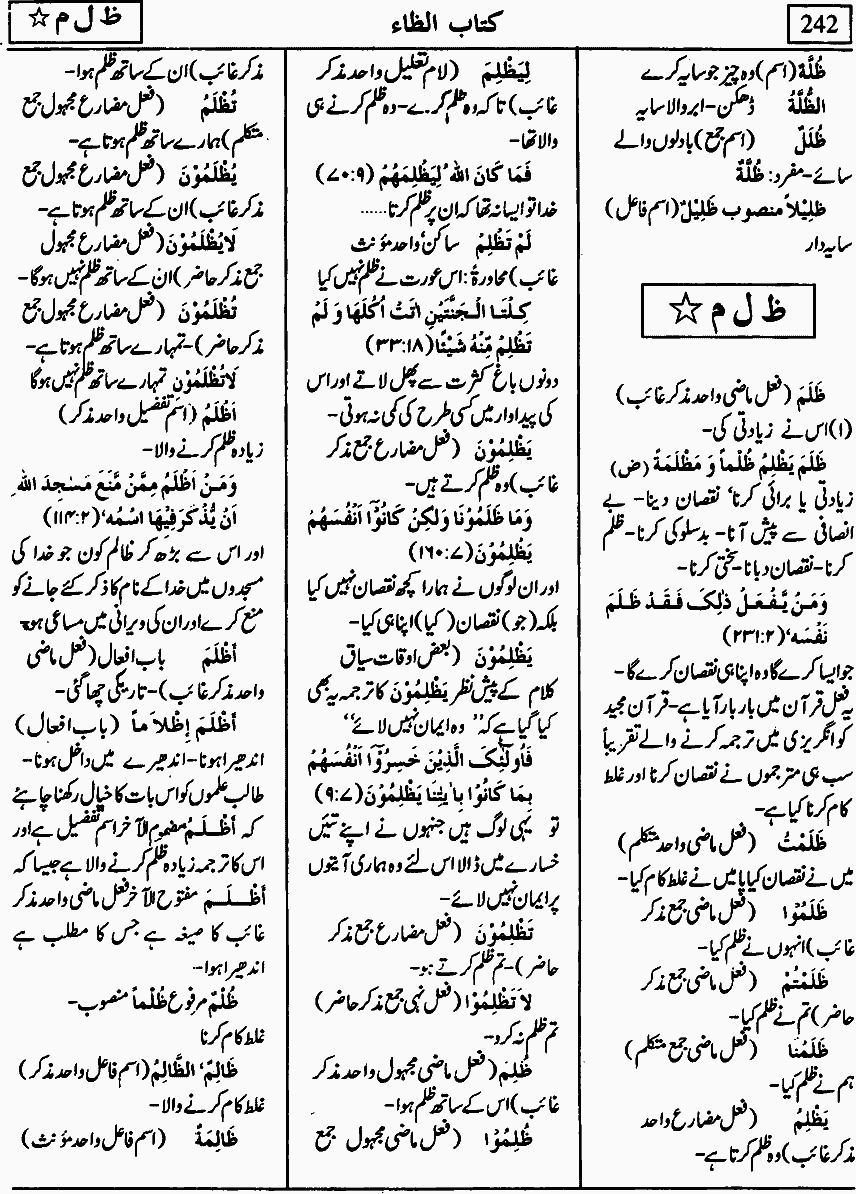 242
کتاب الظاء
ظ ل م ☆
ظُلَّةٌ (اسم) وہ چیز جو سایہ کرے
الظُّلَّةُ ڈھکن- ابر والا سایہ
ظُلَلٌ (اسم جمع) بادلوں والے
سائے- مفرد: ظُلَّةٌ
ظَلِيْلاً منصوب ظَلِيْلٌ (اسم فاعل)
سایہ دار
ظ ل م ☆
ظَلَمَ (فعل ماضی واحد مذکر غائب)
(۱) اس نے زیادتی کی-
ظَلَمَ يَظْلِمُ ظُلْماً وَ مَظْلَمَةً (ض)
زیادتی یا برائی کرنا' نقصان دینا- بے
انصافی سے پیش آنا- بدسلوکی کرنا- ظلم
کرنا- نقصان دبانا- سختی کرنا-
وَمَنْ يَّفْعَلْ ذٰلِکَ فَقَدْ ظَلَمَ
نَفْسَه' (۲:۲۳۱)
جو ایسا کرے گا وہ اپنا ہی نقصان کرے گا-
یہ فعل قرآن میں بار بار آیا ہے- قرآن مجید
کو انگریزی میں ترجمہ کرنے والے تقریباً
سب ہی مترجموں نے نقصان کرنا اور غلط
کام کرنا کیا ہے-
ظَلَمْتُ (فعل ماضی واحد متکلم)
میں نے نقصان کیا یا میں نے غلط کام کیا-
ظَلَمُوْا (فعل ماضی جمع مذکر
غائب) انہوں نے ظلم کیا-
ظَلَمْتُمْ (فعل ماضی جمع مذکر
حاضر) تم نے ظلم کیا-
ظَلَمْنَا (فعل ماضی جمع متکلم)
ہم نے ظلم کیا-
يَظْلِمُ (فعل مضارع واحد
مذکر غائب) وہ ظلم کرتا ہے-
لِيَظْلِمَ (لام تعلیل واحد مذکر
غائب) تاکہ وہ ظلم کرے- وہ ظلم کرنے ہی
والا تھا-
فَمَا كَانَ اللهُ لِيَظْلِمَهُمْ (۹:۷۰)
خدا تو ایسا نہ تھا کہ ان پر ظلم کرتا......
لَمْ تَظْلِمْ ساکن' واحد مؤنث
غائب) محاورۃً: اس عورت نے ظلم نہیں کیا
كِلْتَا الْجَنَّتَيْنِ اٰتَتْ اُكُلَهَا وَ لَمْ
تَظْلِمْ مِّنْهُ شَيْئًا (۱۸:۳۳)
دونوں باغ کثرت سے پھل لاتے اور اس
کی پیداوار میں کسی طرح کی کمی نہ ہوتی-
يَظْلِمُوْنَ (فعل مضارع جمع مذکر
غائب) وہ ظلم کرتے ہیں-
وَمَا ظَلَمُوْنَا وَلٰكِنْ كَانُوْٓا اَنْفُسَهُمْ
يَظْلِمُوْنَ (۷:۱۶۰)
اور ان لوگوں نے ہمارا کچھ نقصان نہیں کیا
بلکہ (جو) نقصان (کیا) اپنا ہی کیا-
يَظْلِمُوْنَ (بعض اوقات سیاق
کلام کے پیش نظر يَظْلِمُوْنَ کا ترجمہ یہ بھی
کیا گیا ہے کہ "وہ ایمان نہیں لائے"
فَاُولٰٓئِكَ الَّذِيْنَ خَسِرُوْٓا اَنْفُسَهُمْ
بِمَا كَانُوْا بِاٰيٰتِنَا يَظْلِمُوْنَ (۷:۹)
تو یہی لوگ ہیں جنہوں نے اپنے تئیں
خسارے میں ڈالا اس لئے وہ ہماری آیتوں
پر ایمان نہیں لائے-
تَظْلِمُوْنَ (فعل مضارع جمع مذکر
حاضر)- تم ظلم کرتے ہو-
لاَ تَظْلِمُوْا (فعل نہی جمع مذکر حاضر)
تم ظلم نہ کرو-
ظُلِمَ (فعل ماضی مجہول واحد مذکر
غائب) اس کے ساتھ ظلم ہوا-
ظُلِمُوْا (فعل ماضی مجہول جمع
مذکر غائب) ان کے ساتھ ظلم ہوا-
تُظْلَمُ (فعل مضارع مجہول جمع
متکلم) ہمارے ساتھ ظلم ہوتا ہے-
يُظْلَمُوْنَ (فعل مضارع مجہول جمع
مذکر غائب) ان کے ساتھ ظلم ہوتا ہے-
لَا يُظْلَمُوْنَ (فعل مضارع مجہول
جمع مذکر حاضر) ان کے ساتھ ظلم نہیں ہوگا-
تُظْلَمُوْنَ (فعل مضارع مجہول جمع
مذکر حاضر)- تمہارے ساتھ ظلم ہوتا ہے-
لَا تُظْلَمُوْنَ تمہارے ساتھ ظلم نہیں ہوگا
اَظْلَمُ (اسم تفضیل واحد مذکر)
زیادہ ظلم کرنے والا-
وَمَنْ اَظْلَمُ مِمَّنْ مَّنَعَ مَسٰجِدَ اللهِ
اَنْ يُّذْكَرَ فِيْهَا اسْمُه' (۲:۱۱۴)
اور اس سے بڑھ کر ظالم کون جو خدا کی
مسجدوں میں خدا کے نام کا ذکر کئے جانے کو
منع کرے اور ان کی ویرانی میں ساعی ہو-
اَظْلَمَ باب افعال (فعل ماضی
واحد مذکر غائب)- تاریکی چھا گئی-
اَظْلَمَ اِظْلاَ ماً (باب افعال)
اندھیرا ہونا- اندھیرے میں داخل ہونا-
طالب علموں کو اس بات کا خیال رکھنا چاہئے
کہ اَظْلَمُ مضموم الآخر اسم تفضیل ہے اور
اس کا ترجمہ زیادہ ظلم کرنے والا ہے جیسا کہ
اَظْلَمَ مفتوح الآخر فعل ماضی واحد مذکر
غائب کا صیغہ ہے جس کا مطلب ہے
اندھیرا ہوا-
ظُلْمٌ مرفوع ظُلْماً منصوب-
غلط کام کرنا
ظَالِمٌ' الظَّالِمُ (اسم فاعل واحد مذکر)
غلط کام کرنے والا-
ظَالِمَةٌ (اسم فاعل واحد مؤنث)